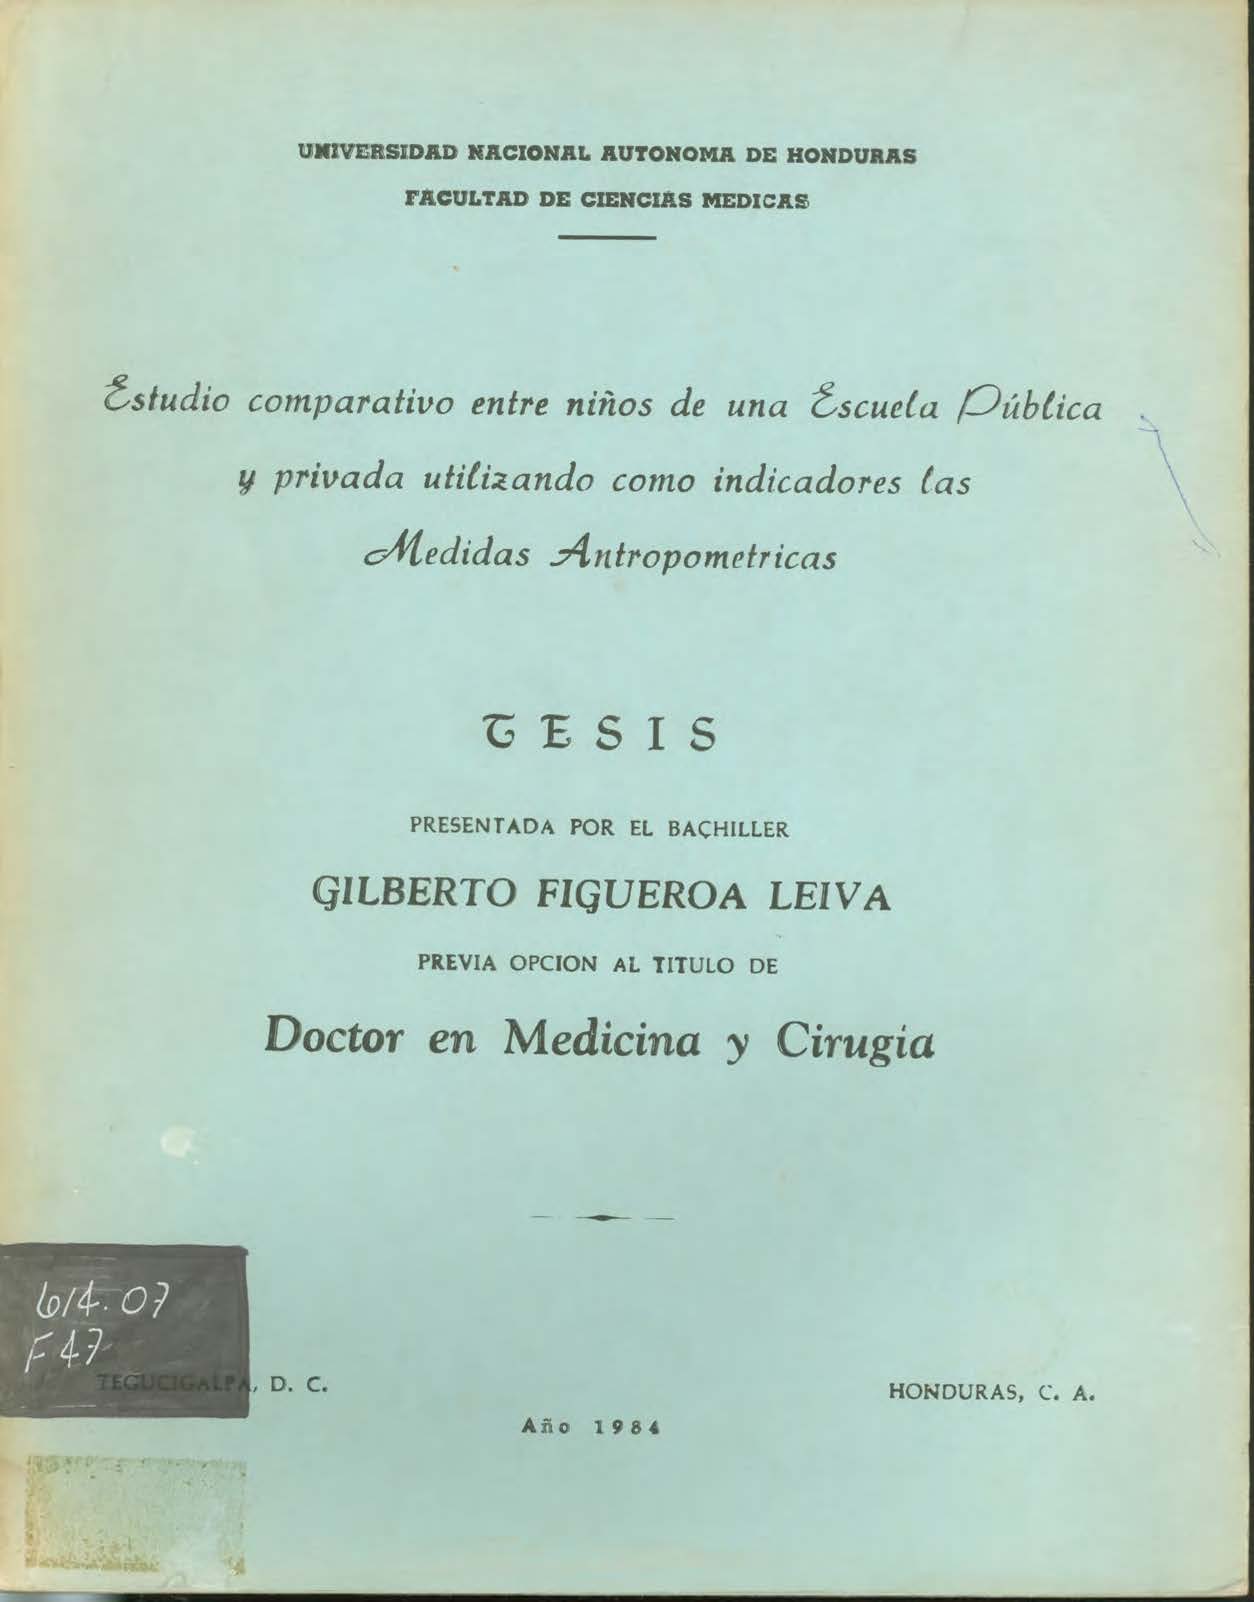 UNIVERSIDAD NACIONAL AUTONOMA DE HONDURAS
FACULTAD DE CIENCIAS MEDICAS
Estudio comparativo entre niños de una Escuela Pública
y privada utilizando como indicadores las
Medidas Antropometricas
TESIS
PRESENTADA POR EL BACHILLER
GILBERTO FIGUEROA LEIVA
PREVIA OPCION AL TITULO DE
Doctor en Medicina y Cirugía
614.07
F47
TEGUCIGALPA, D. C.
HONDURAS, C. A.
Año 1984